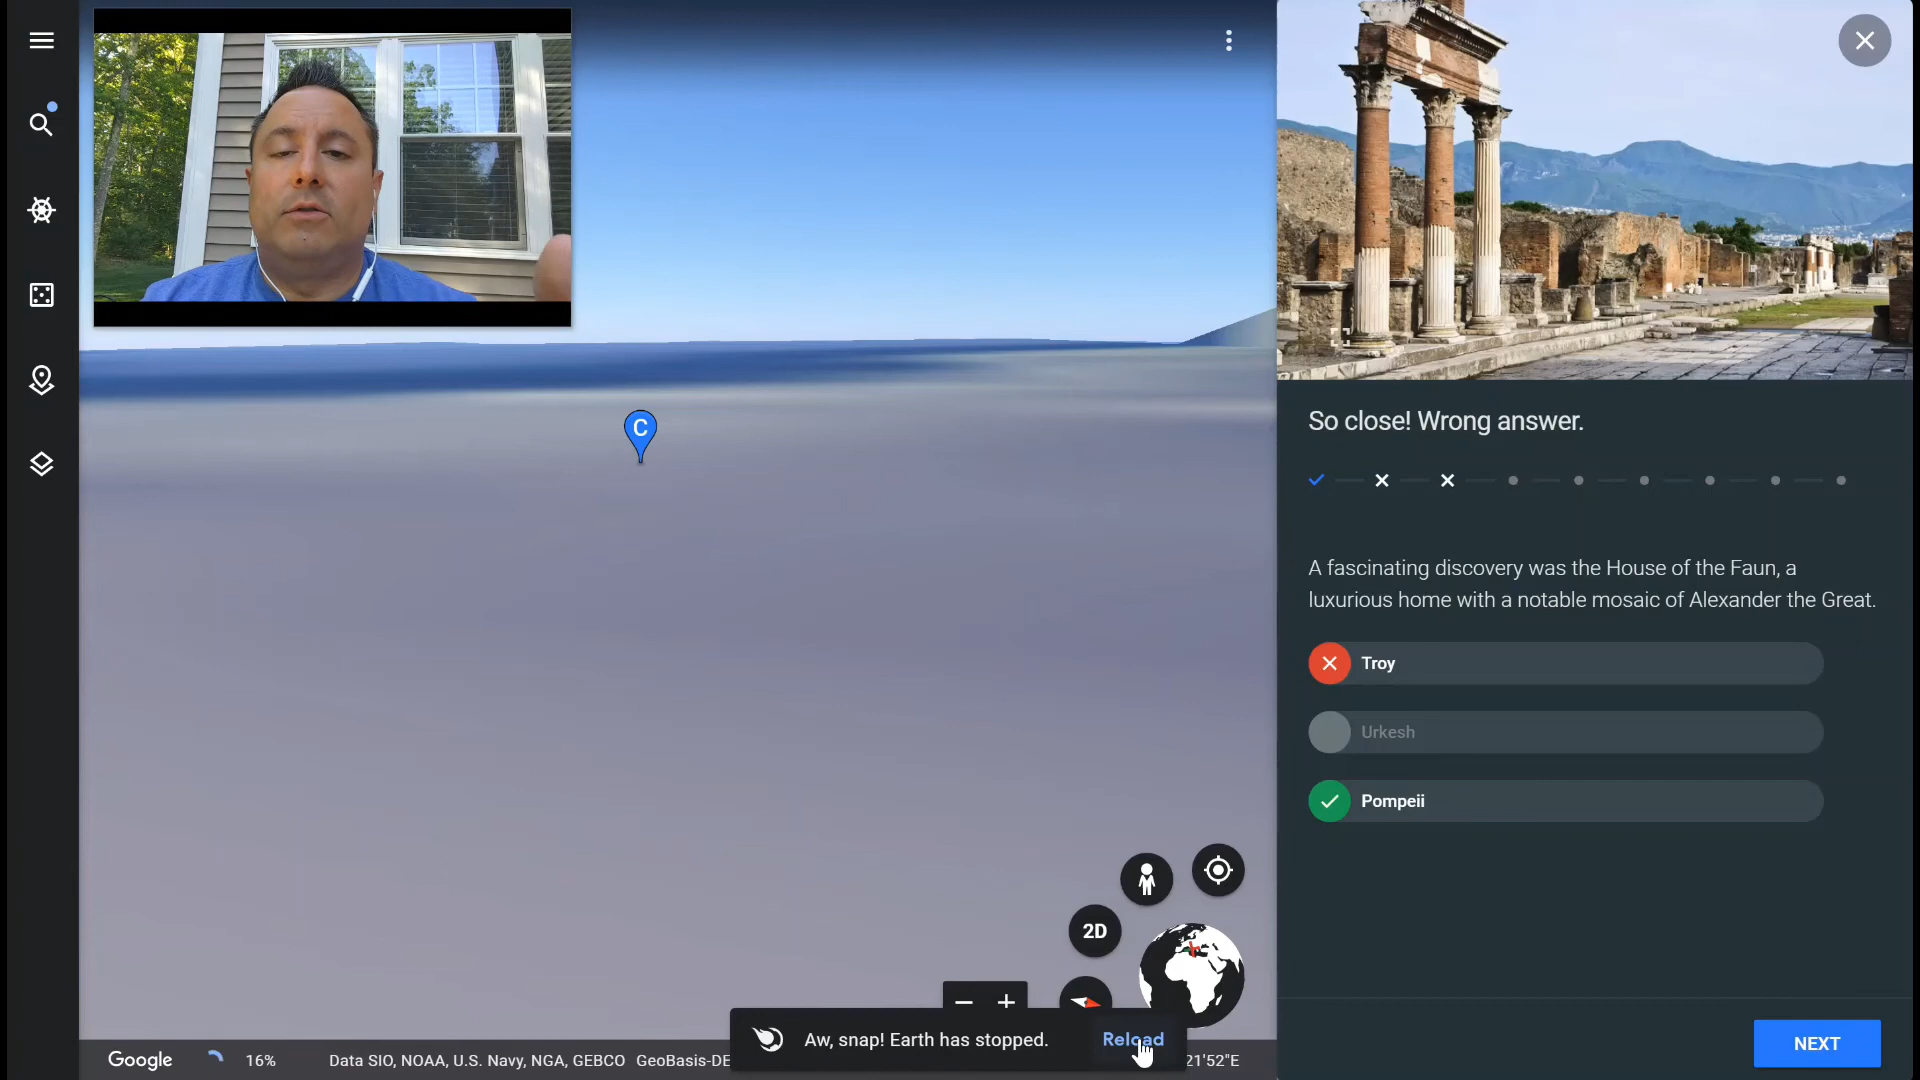 C
2D
Aw, snap! Earth has stopped. Reload
Google 16% Data SIO, NOAA, U.S. Navy, NGA, GEBCO GeoBasis-DE 21'52"E
So close! Wrong answer.
A fascinating discovery was the House of the Faun, a
luxurious home with a notable mosaic of Alexander the Great.
Troy
Urkesh
Pompeii
NEXT